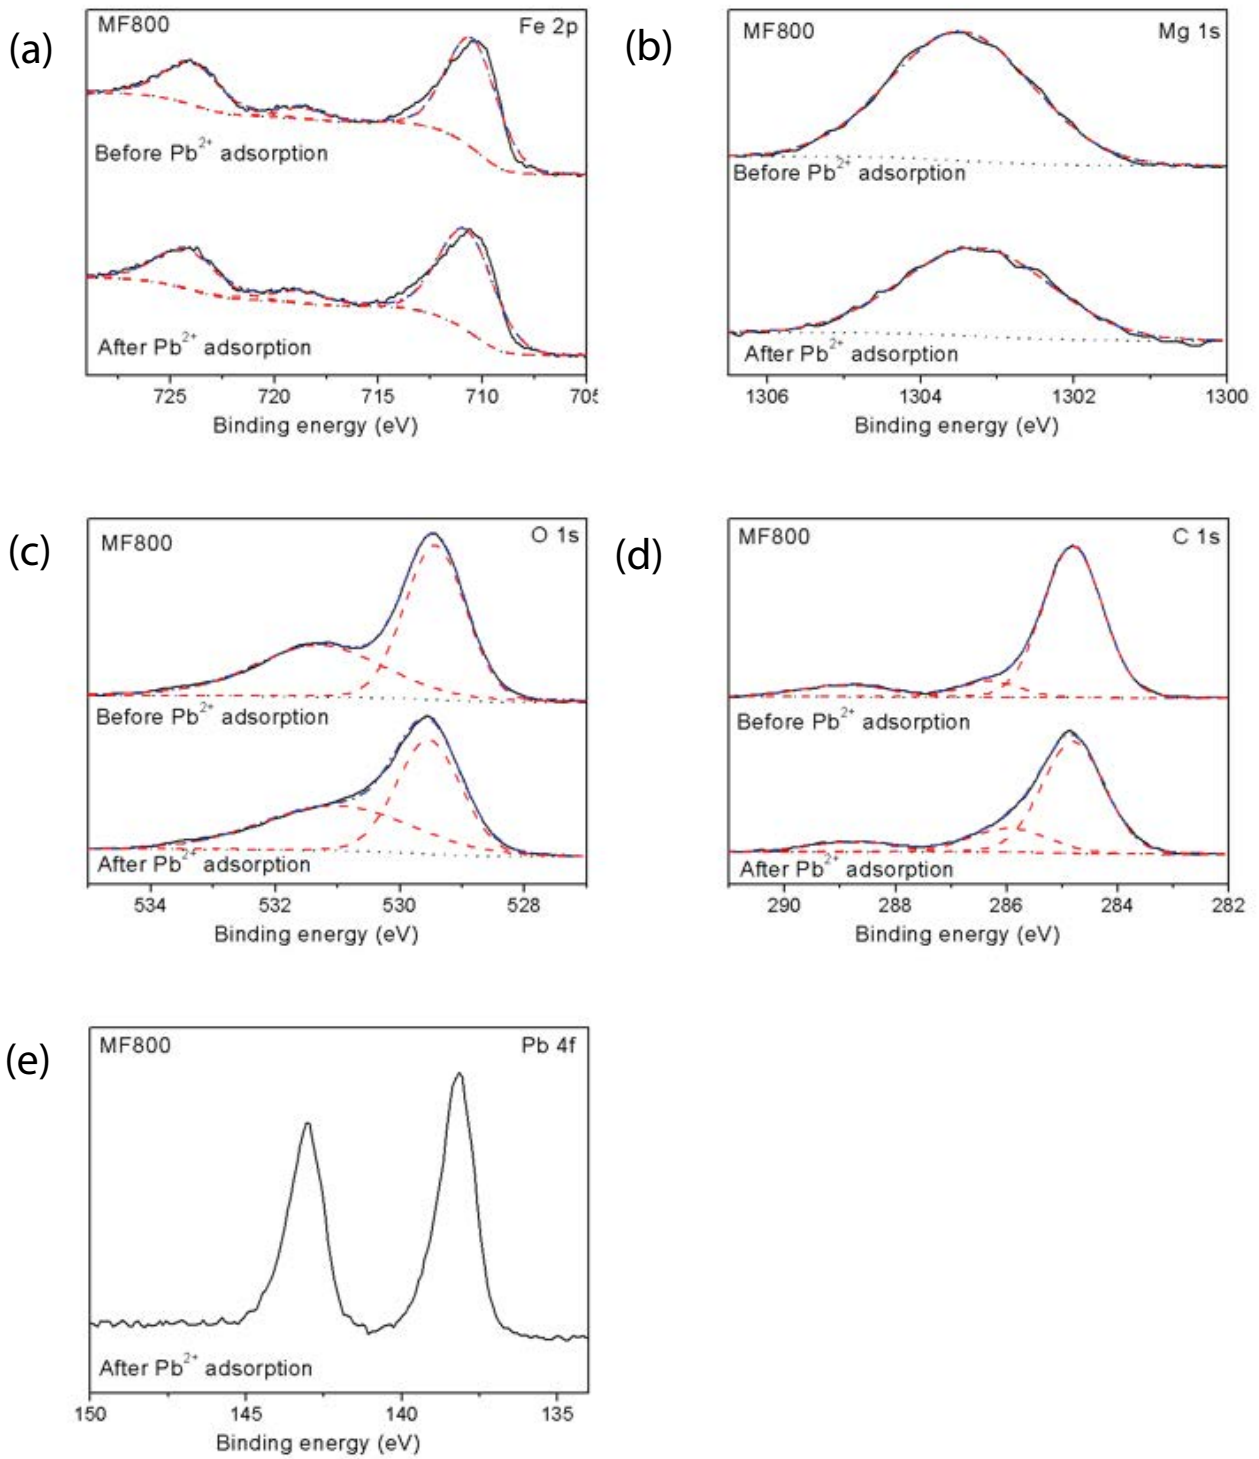 (a)
MF800 Fe 2p
Before Pb²⁺ adsorption
After Pb²⁺ adsorption
725 720 715 710 705
Binding energy (eV)
(b)
MF800 Mg 1s
Before Pb²⁺ adsorption
After Pb²⁺ adsorption
1306 1304 1302 1300
Binding energy (eV)
(c)
MF800 O 1s
Before Pb²⁺ adsorption
After Pb²⁺ adsorption
534 532 530 528
Binding energy (eV)
(d)
MF800 C 1s
Before Pb²⁺ adsorption
After Pb²⁺ adsorption
290 288 286 284 282
Binding energy (eV)
(e)
MF800 Pb 4f
After Pb²⁺ adsorption
150 145 140 135
Binding energy (eV)